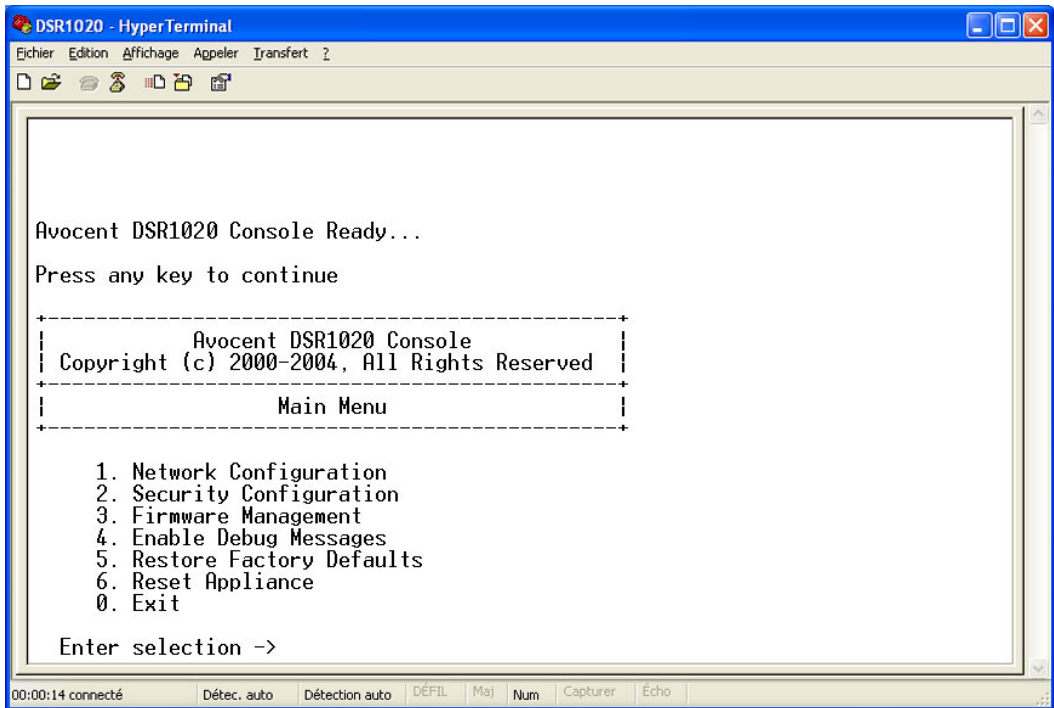 DSR1020 - HyperTerminal
Fichier Edition Affichage Appeler Transfert ?
Avocent DSR1020 Console Ready...
Press any key to continue
+-----------------------------------------------+
| Avocent DSR1020 Console |
| Copyright (c) 2000-2004, All Rights Reserved |
+-----------------------------------------------+
| Main Menu |
+-----------------------------------------------+
1. Network Configuration
2. Security Configuration
3. Firmware Management
4. Enable Debug Messages
5. Restore Factory Defaults
6. Reset Appliance
0. Exit
Enter selection ->
00:00:14 connecté Détec. auto Détection auto DÉFIL Maj Num Capturer Écho